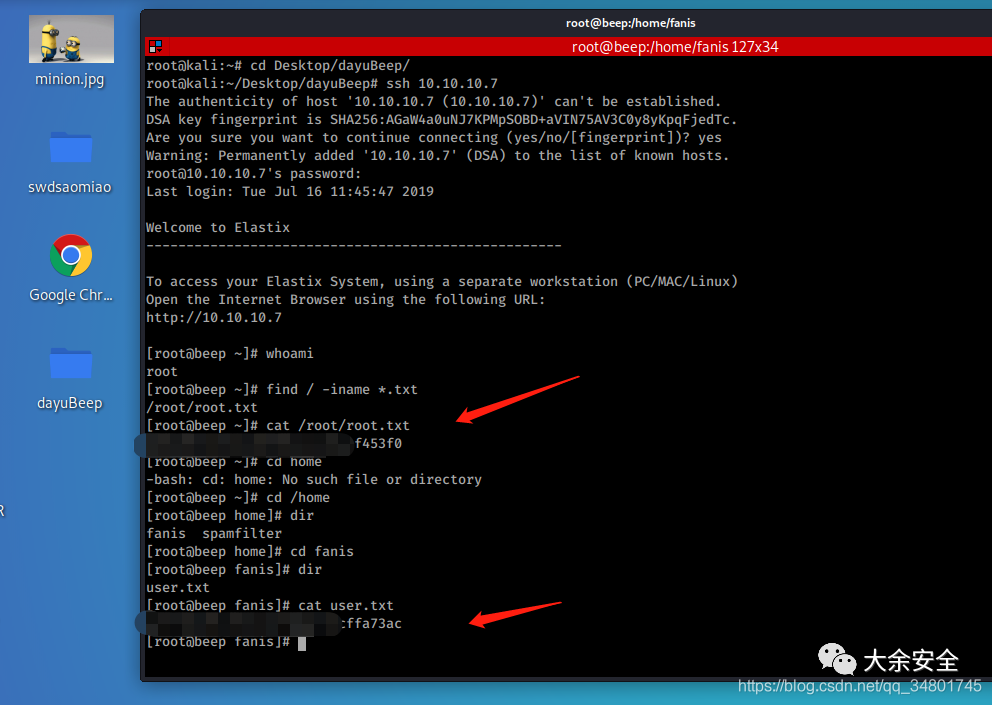 minion.jpg
swdsaomiao
Google Chr...
dayuBeep
R
root@beep:/home/fanis
root@beep:/home/fanis 127x34
root@kali:~# cd Desktop/dayuBeep/
root@kali:~/Desktop/dayuBeep# ssh 10.10.10.7
The authenticity of host '10.10.10.7 (10.10.10.7)' can't be established.
DSA key fingerprint is SHA256:AGaW4a0uNJ7KPMpSOBD+aVIN75AV3C0y8yKpqFjedTc.
Are you sure you want to continue connecting (yes/no/[fingerprint])? yes
Warning: Permanently added '10.10.10.7' (DSA) to the list of known hosts.
root@10.10.10.7's password:
Last login: Tue Jul 16 11:45:47 2019
Welcome to Elastix
----------------------------------------------------
To access your Elastix System, using a separate workstation (PC/MAC/Linux)
Open the Internet Browser using the following URL:
http://10.10.10.7
[root@beep ~]# whoami
root
[root@beep ~]# find / -iname *.txt
/root/root.txt
[root@beep ~]# cat /root/root.txt
f453f0
[root@beep ~]# cd home
-bash: cd: home: No such file or directory
[root@beep ~]# cd /home
[root@beep home]# dir
fanis  spamfilter
[root@beep home]# cd fanis
[root@beep fanis]# dir
user.txt
[root@beep fanis]# cat user.txt
cffa73ac
[root@beep fanis]#
大余安全
https://blog.csdn.net/qq_34801745